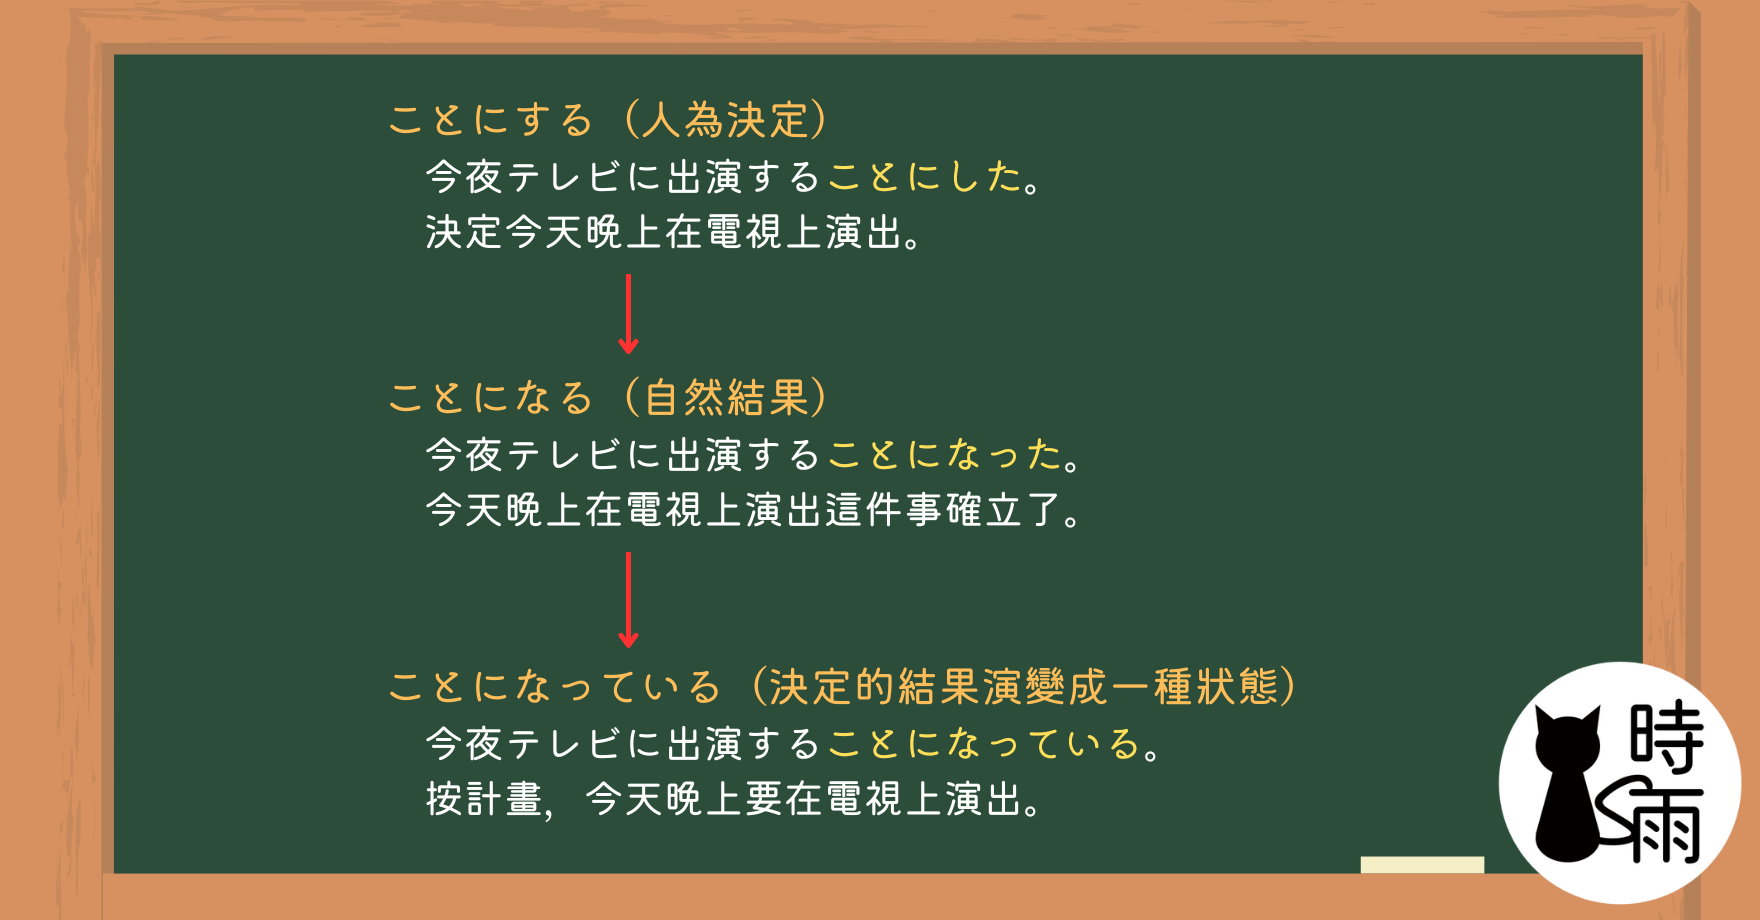 ことにする（人為決定）
今夜テレビに出演することにした。
決定今天晚上在電視上演出。
ことになる（自然結果）
今夜テレビに出演することになった。
今天晚上在電視上演出這件事確立了。
ことになっている（決定的結果演變成一種狀態）
今夜テレビに出演することになっている。
按計畫，今天晚上要在電視上演出。
時雨